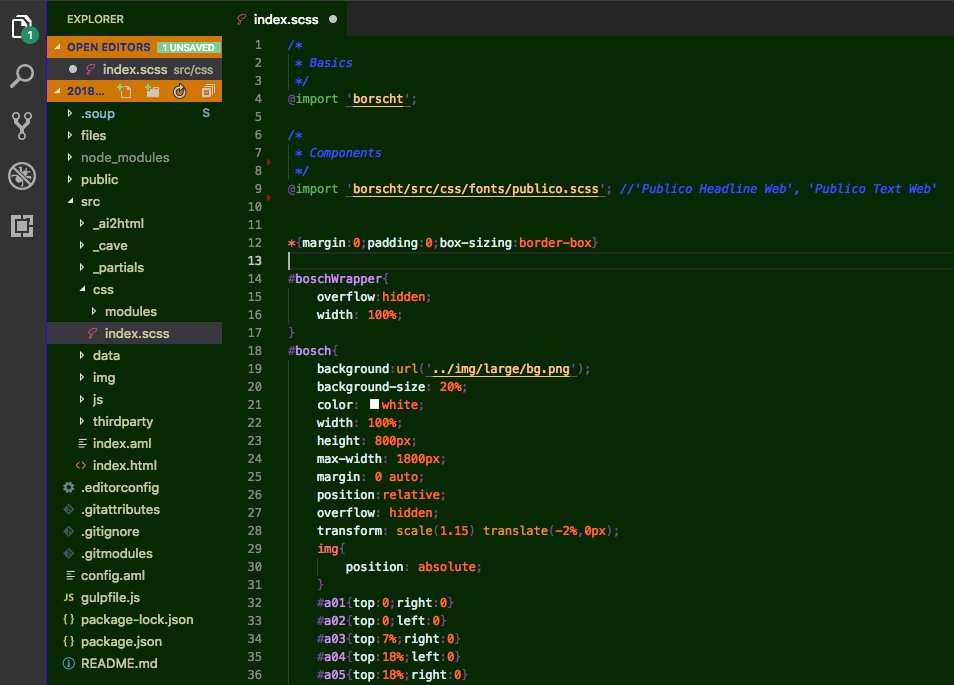 1
EXPLORER
OPEN EDITORS 1 UNSAVED
index.scss src/css
2018...
.soup S
files
node_modules
public
src
_ai2html
_cave
_partials
css
modules
index.scss
data
img
js
thirdparty
index.aml
<> index.html
.editorconfig
.gitattributes
.gitignore
.gitmodules
config.aml
JS gulpfile.js
{} package-lock.json
{} package.json
README.md
index.scss
1 /*
2  * Basics
3  */
4 @import 'borscht';
5
6 /*
7  * Components
8  */
9 @import 'borscht/src/css/fonts/publico.scss'; //'Publico Headline Web', 'Publico Text Web'
10
11
12 *{margin:0;padding:0;box-sizing:border-box}
13
14 #boschWrapper{
15     overflow:hidden;
16     width: 100%;
17 }
18 #bosch{
19     background:url('../img/large/bg.png');
20     background-size: 20%;
21     color: white;
22     width: 100%;
23     height: 800px;
24     max-width: 1800px;
25     margin: 0 auto;
26     position:relative;
27     overflow: hidden;
28     transform: scale(1.15) translate(-2%,0px);
29     img{
30         position: absolute;
31     }
32     #a01{top:0;right:0}
33     #a02{top:0;left:0}
34     #a03{top:7%;right:0}
35     #a04{top:18%;left:0}
36     #a05{top:18%;right:0}